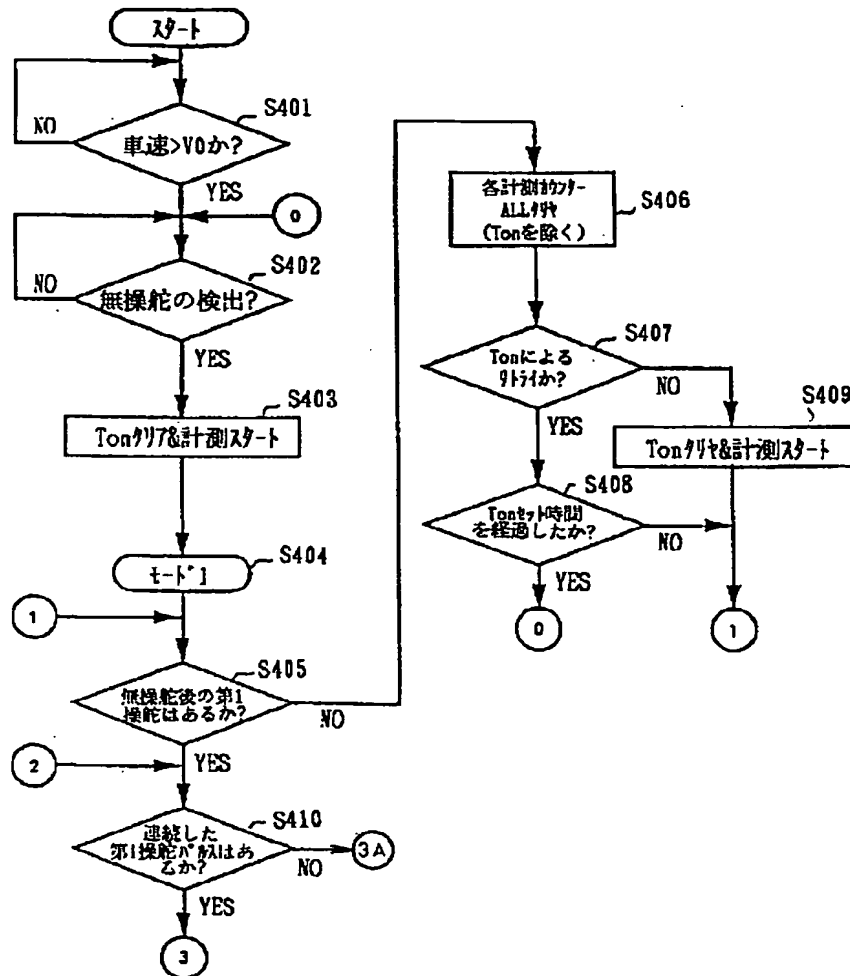 スタート
S401
車速>V0か?
NO
YES
0
S402
無操舵の検出?
NO
YES
S403
Tonクリア&計測スタート
S404
モード1
1
S405
無操舵後の第1
操舵はあるか?
NO
YES
2
S410
連続した
第1操舵パルスはあ
るか?
NO
3A
YES
3
各計測カウンター
ALLクリヤ
(Tonを除く)
S406
S407
Tonによる
リトライか?
NO
YES
S409
Tonクリヤ&計測スタート
S408
Tonセット時間
を経過したか?
NO
YES
0
1